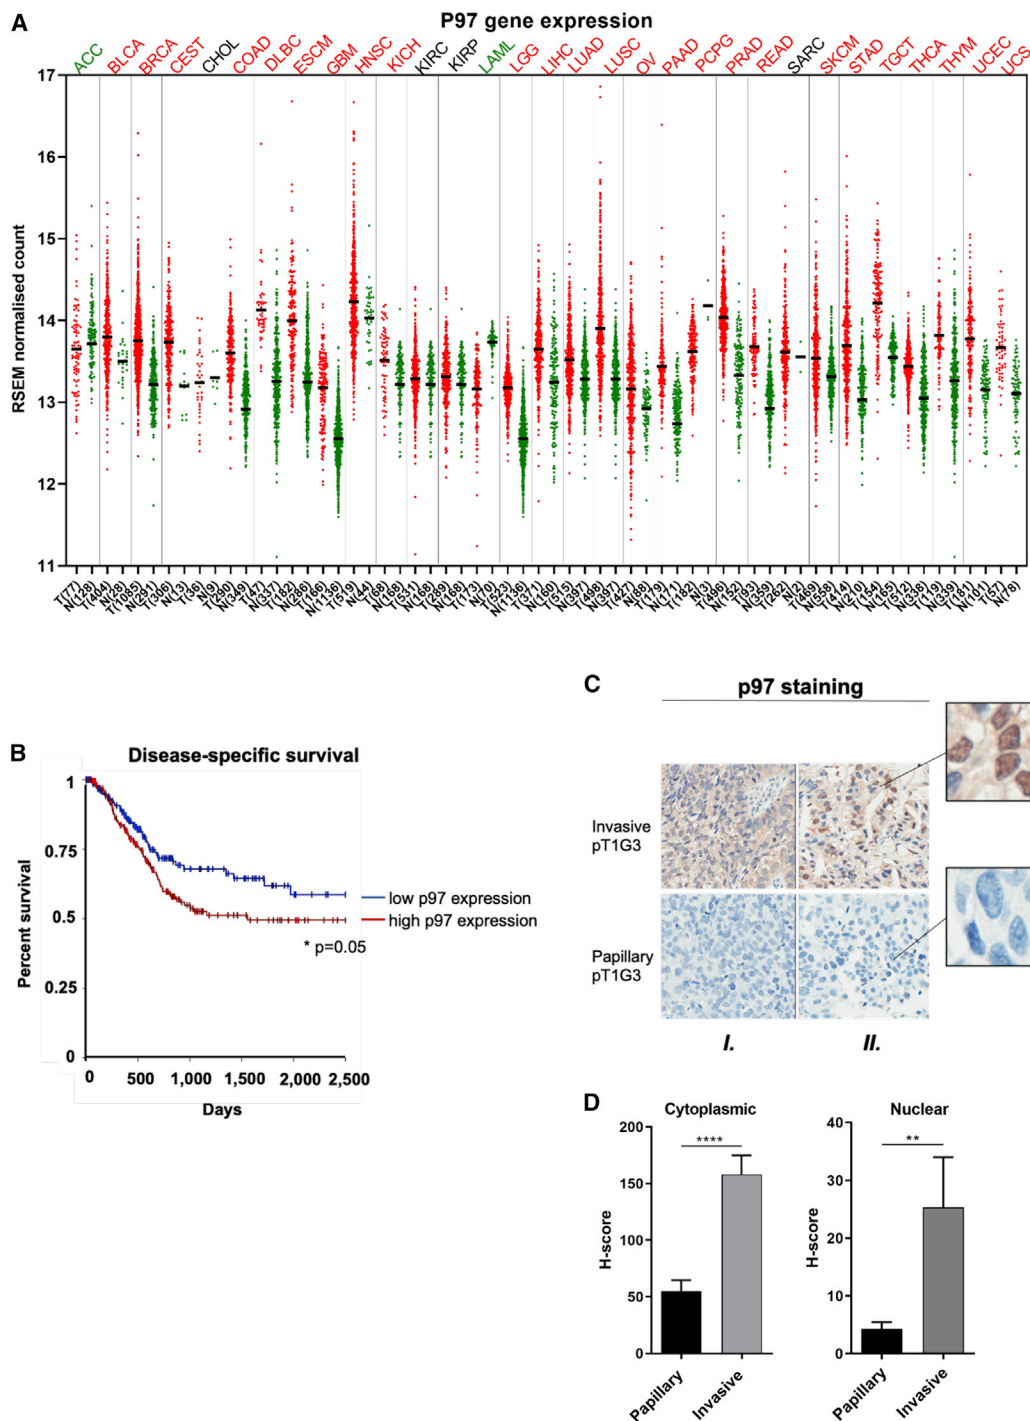 A
P97 gene expression
ACC BLCA BRCA CEST CHOL COAD DLBC ESCM GBM HNSC KICH KIRC KIRP LAML LGG LIHC LUAD LUSC OV PAAD PCPG PRAD READ SARC SKCM STAD TGCT THCA THYM UCEC UCS
17
16
15
14
13
12
11
RSEM normalised count
T(77) N(128) T(404) N(28) T(1085) N(291) T(306) N(13) T(36) N(9) T(290) N(349) T(47) N(337) T(182) N(286) T(166) N(1136) T(519) N(44) T(68) N(168) T(531) N(168) T(289) N(168) T(173) N(70) T(523) N(1136) T(371) N(160) T(515) N(397) T(498) N(397) T(427) N(88) T(179) N(171) T(182) N(3) T(496) N(152) T(93) N(359) T(262) N(2) T(469) N(558) T(414) N(210) T(154) N(165) T(512) N(338) T(119) N(339) T(181) N(101) T(57) N(78)
B
Disease-specific survival
1
0.75
0.5
0.25
0
Percent survival
low p97 expression
high p97 expression
* p=0.05
0 500 1,000 1,500 2,000 2,500
Days
C
p97 staining
Invasive
pT1G3
Papillary
pT1G3
I. II.
D
Cytoplasmic
200
150
100
50
0
H-score
****
Papillary Invasive
Nuclear
40
30
20
10
0
H-score
**
Papillary Invasive